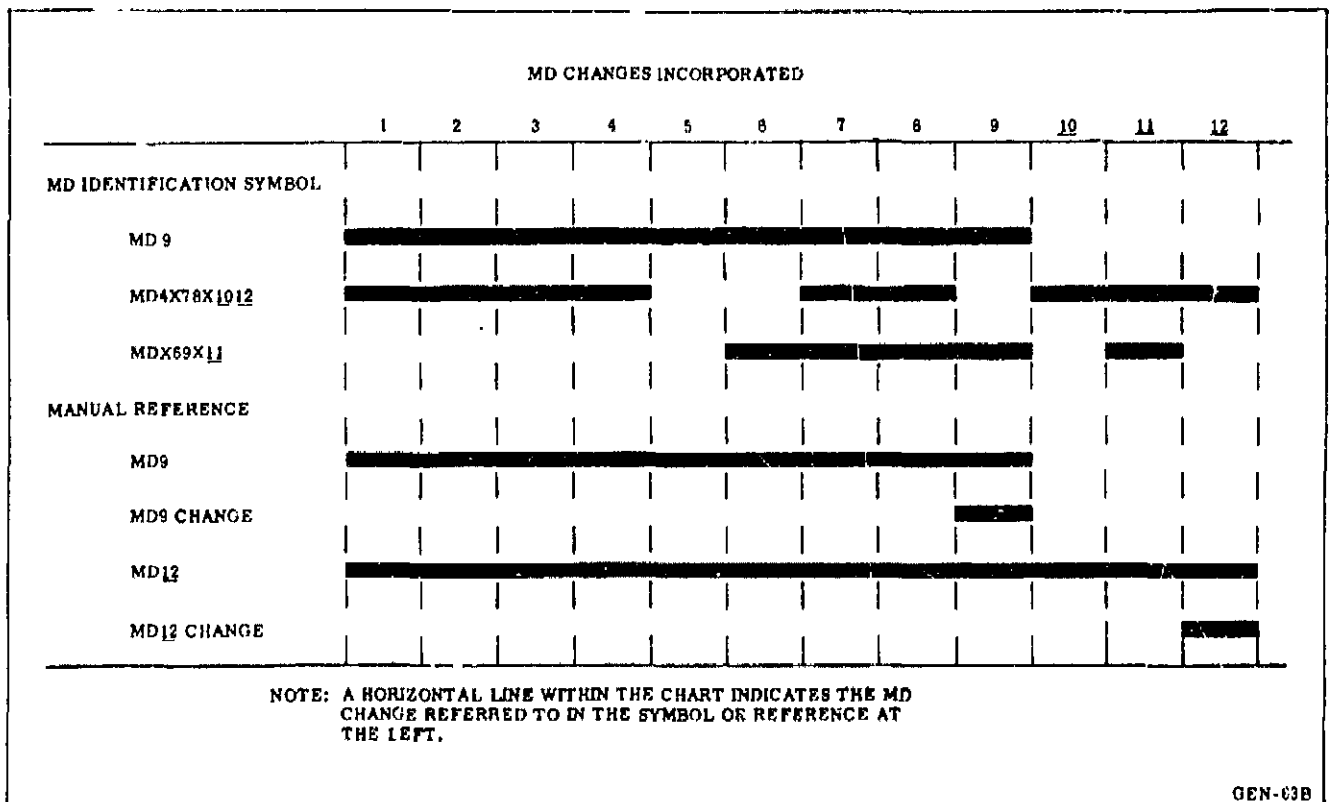 MD CHANGES INCORPORATED
1 2 3 4 5 6 7 8 9 10 11 12
MD IDENTIFICATION SYMBOL
MD 9
MD4X78X1012
MDX69X11
MANUAL REFERENCE
MD9
MD9 CHANGE
MD12
MD12 CHANGE
NOTE: A HORIZONTAL LINE WITHIN THE CHART INDICATES THE MD
CHANGE REFERRED TO IN THE SYMBOL OR REFERENCE AT
THE LEFT.
GEN-63B